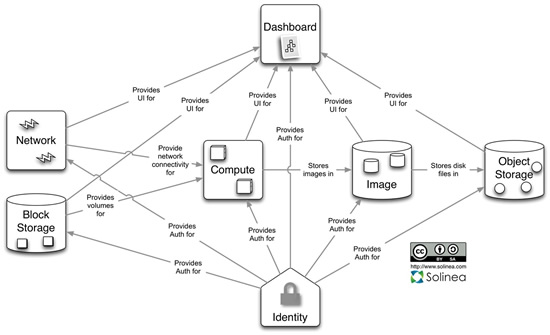 Dashboard
Provides
UI for
Provides
UI for
Provides
UI for
Provides
Auth for
Provides
UI for
Provides
UI for
Network
Provide
network
connectivity
for
Compute
Stores
images in
Image
Stores disk
files in
Object
Storage
Block
Storage
Provides
volumes
for
Provides
Auth for
Provides
Auth for
Provides
Auth for
Provides
Auth for
Provides
Auth for
Identity
cc
BY SA
http://www.solinea.com
Solinea